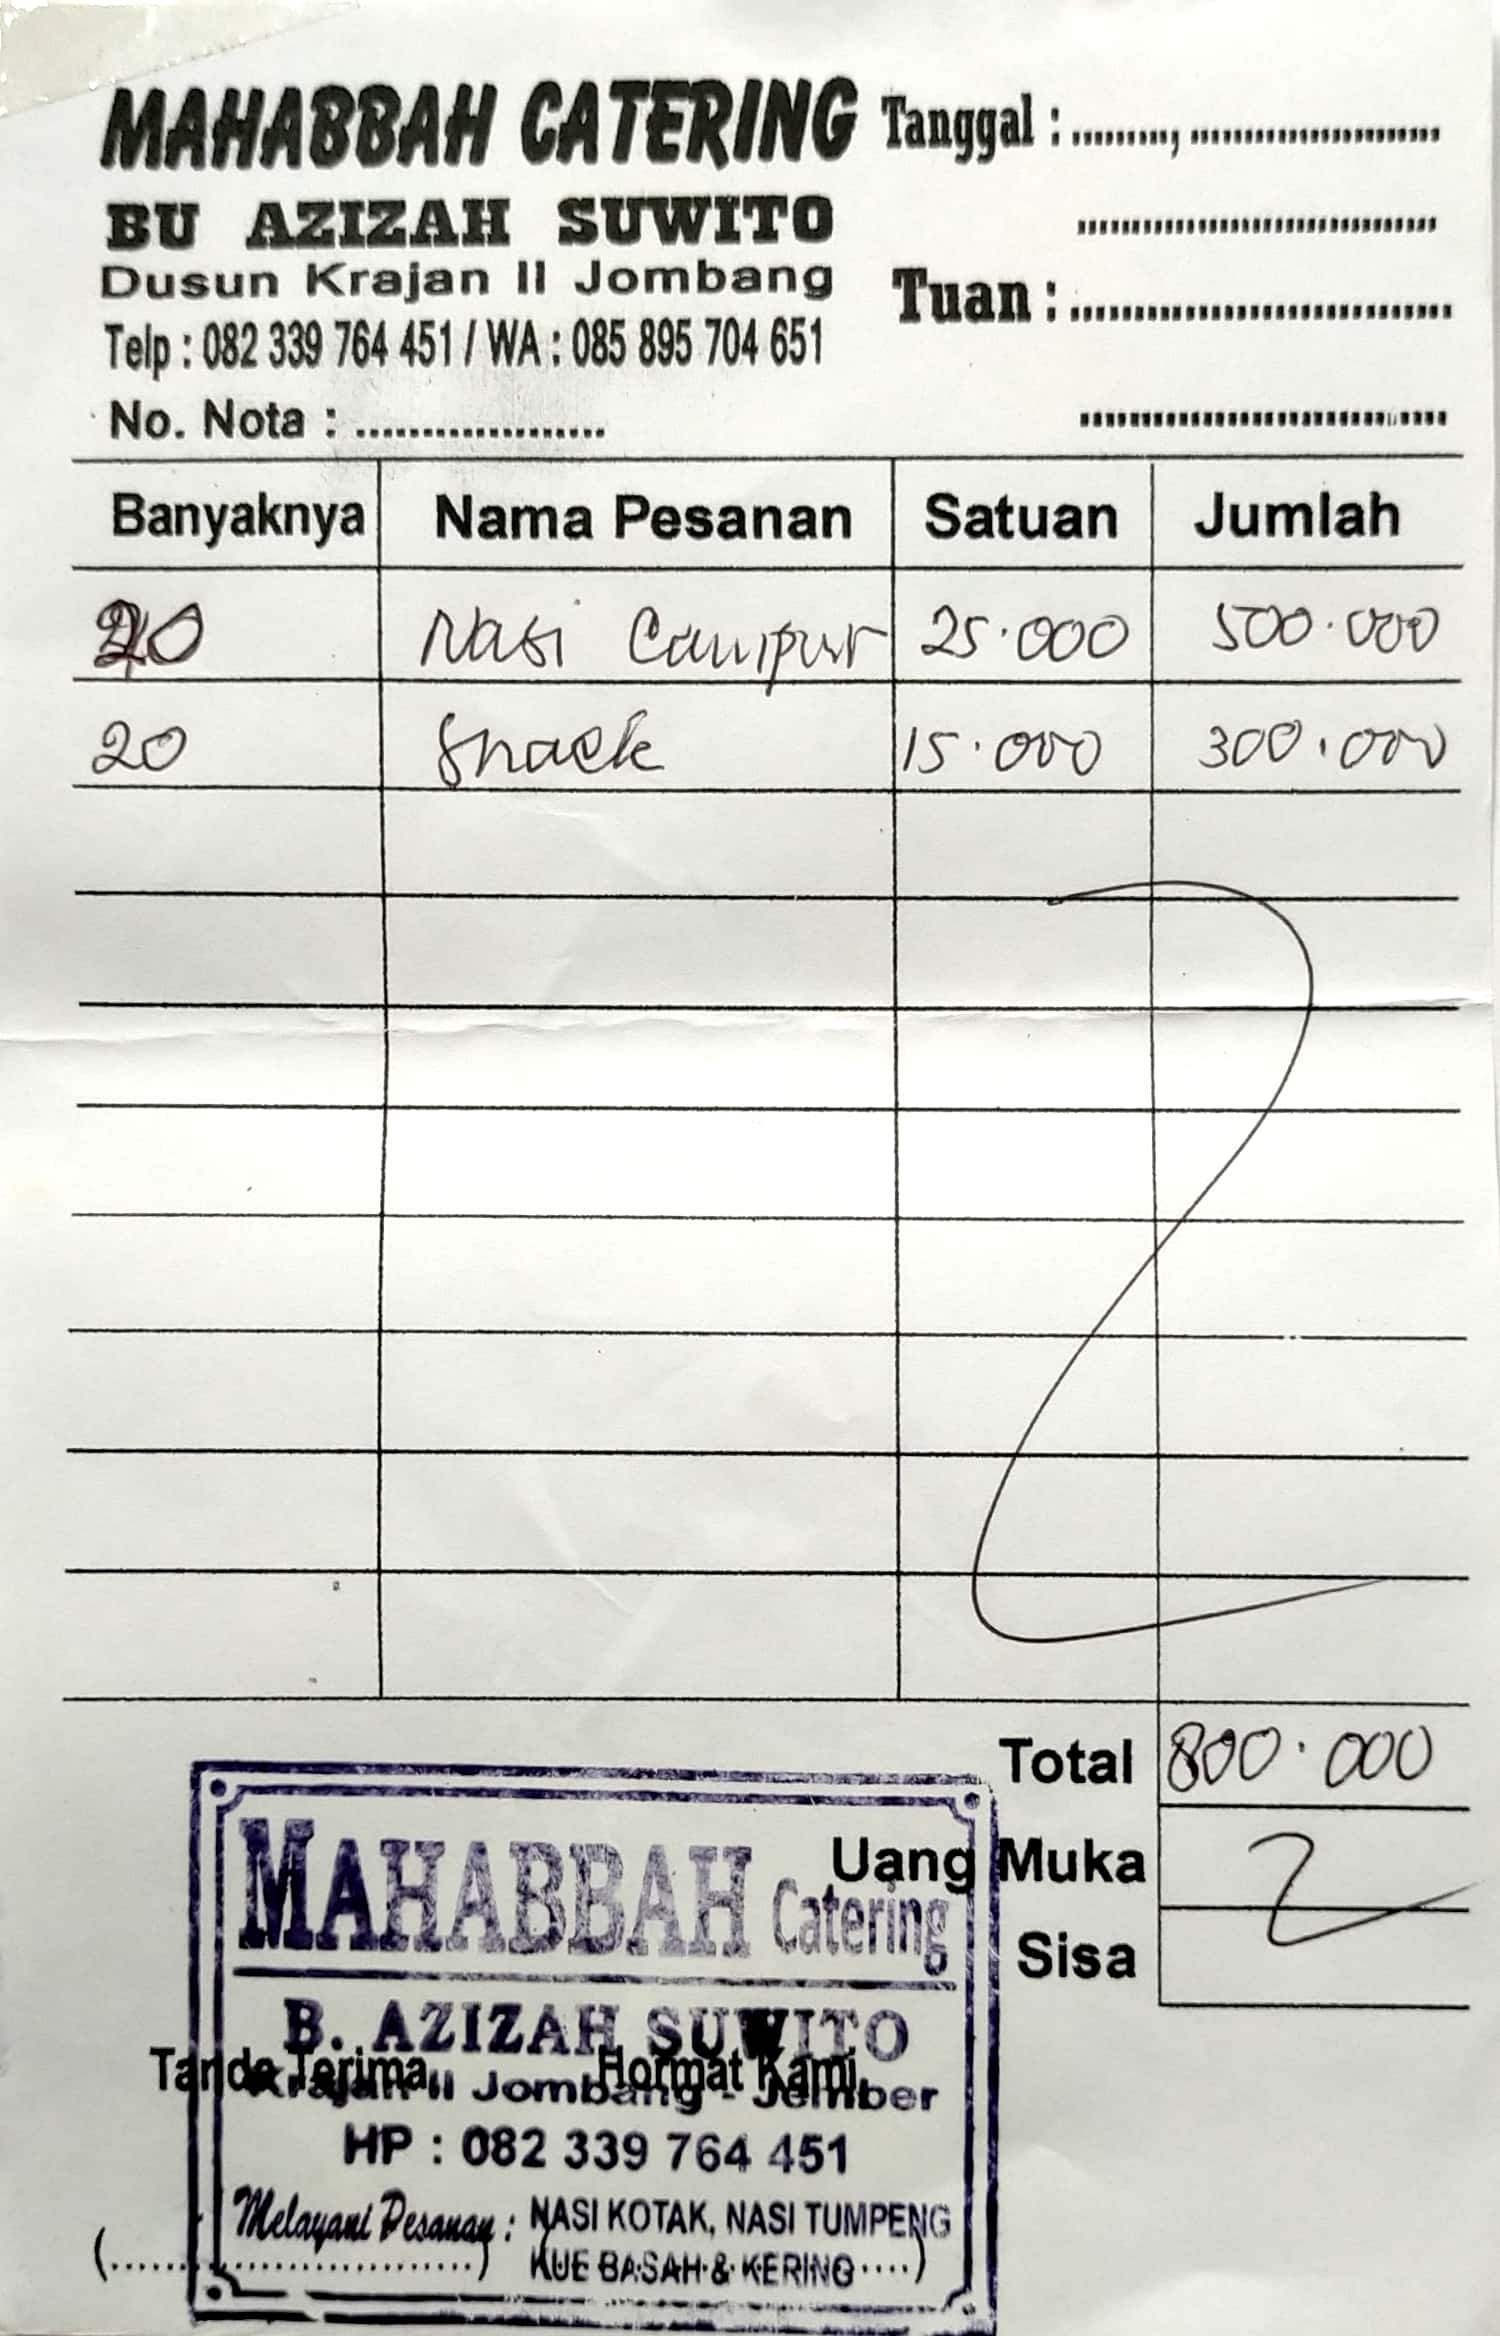 MAHABBAH CATERING
BU AZIZAH SUWITO
Dusun Krajan II Jombang
Telp : 082 339 764 451 / WA : 085 895 704 651
No. Nota : ...................
Tanggal : ........., ........................
Tuan : ..............................
Banyaknya Nama Pesanan Satuan Jumlah
20 Nasi Campur 25.000 500.000
20 Snack 15.000 300.000
Total 800.000
Uang Muka
Sisa
Tanda Terima Hormat Kami,
(............................) (............................)
MAHABBAH Catering
B. AZIZAH SUWITO
Krajan II Jombang - Jember
HP : 082 339 764 451
Melayani Pesanan : NASI KOTAK, NASI TUMPENG
KUE BASAH & KERING